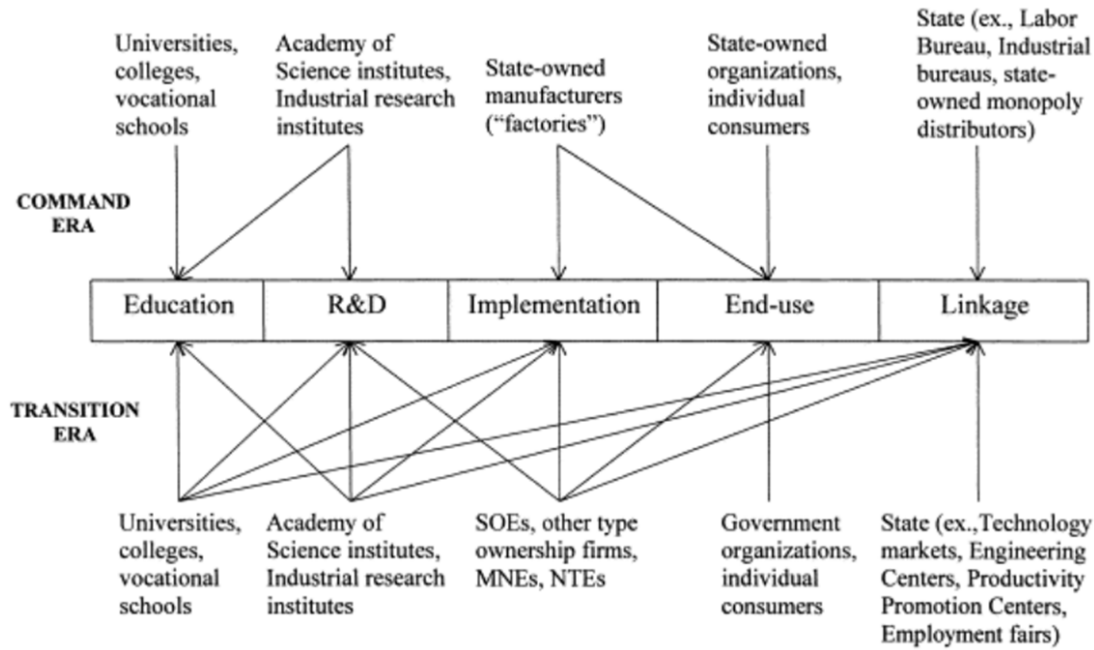 Universities,
colleges,
vocational
schools
Academy of
Science institutes,
Industrial research
institutes
State-owned
manufacturers
(“factories”)
State-owned
organizations,
individual
consumers
State (ex., Labor
Bureau, Industrial
bureaus, state-
owned monopoly
distributors)
COMMAND
ERA
Education
R&D
Implementation
End-use
Linkage
TRANSITION
ERA
Universities,
colleges,
vocational
schools
Academy of
Science institutes,
Industrial research
institutes
SOEs, other type
ownership firms,
MNEs, NTEs
Government
organizations,
individual
consumers
State (ex.,Technology
markets, Engineering
Centers, Productivity
Promotion Centers,
Employment fairs)